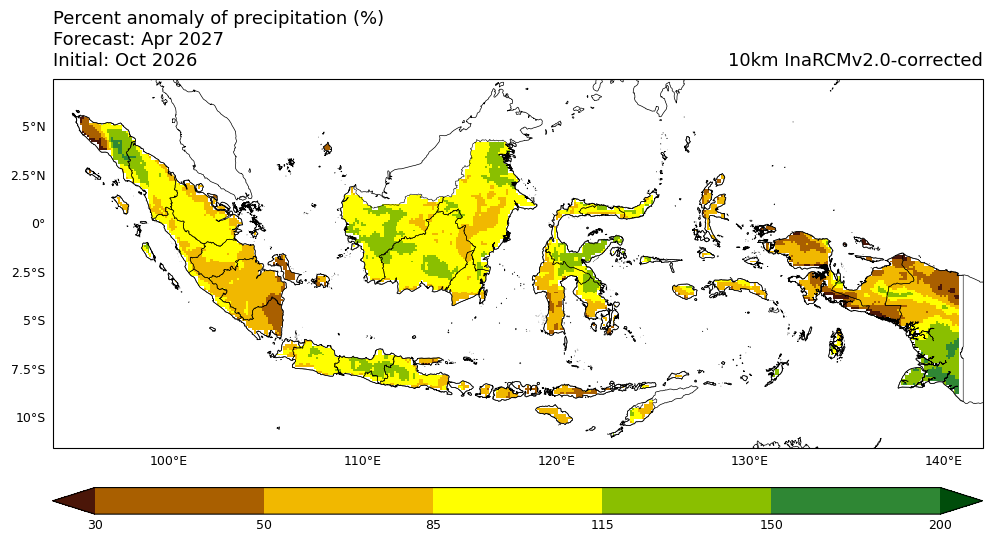 Percent anomaly of precipitation (%)
Forecast: Apr 2027
Initial: Oct 2026
10km InaRCMv2.0-corrected
5°N
2.5°N
0°
2.5°S
5°S
7.5°S
10°S
100°E 110°E 120°E 130°E 140°E
30 50 85 115 150 200